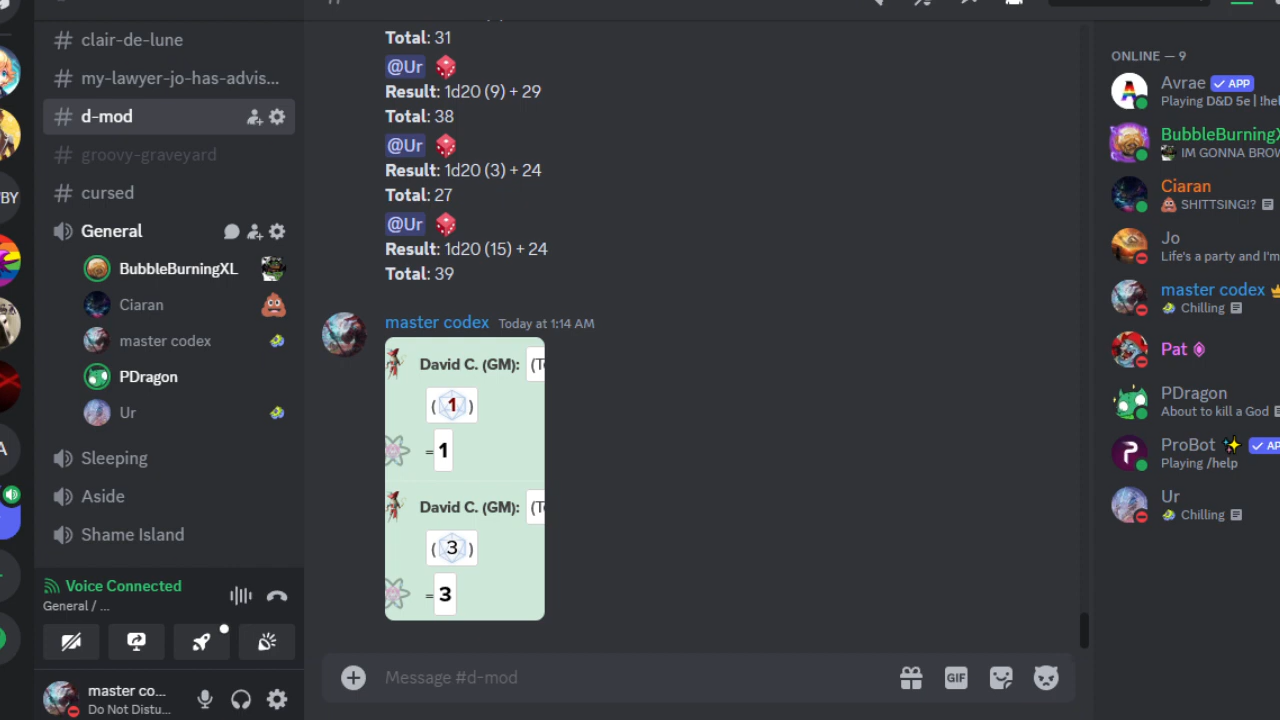 # clair-de-lune
# my-lawyer-jo-has-advis...
# d-mod
# groovy-graveyard
# cursed
General
BubbleBurningXL
Ciaran
master codex
PDragon
Ur
Sleeping
Aside
Shame Island
Voice Connected
General / ...
master co...
Do Not Distu...
BY
A
Total: 31
@Ur
Result: 1d20 (9) + 29
Total: 38
@Ur
Result: 1d20 (3) + 24
Total: 27
@Ur
Result: 1d20 (15) + 24
Total: 39
master codex Today at 1:14 AM
David C. (GM):
(1)
=1
David C. (GM):
(3)
=3
Message #d-mod
GIF
ONLINE — 9
Avrae ✓ APP
Playing D&D 5e | !hel
BubbleBurningX
IM GONNA BROW
Ciaran
SHITTSING!?
Jo
Life's a party and I'm
master codex
Chilling
Pat
PDragon
About to kill a God
ProBot ✨ ✓ AP
Playing /help
Ur
Chilling